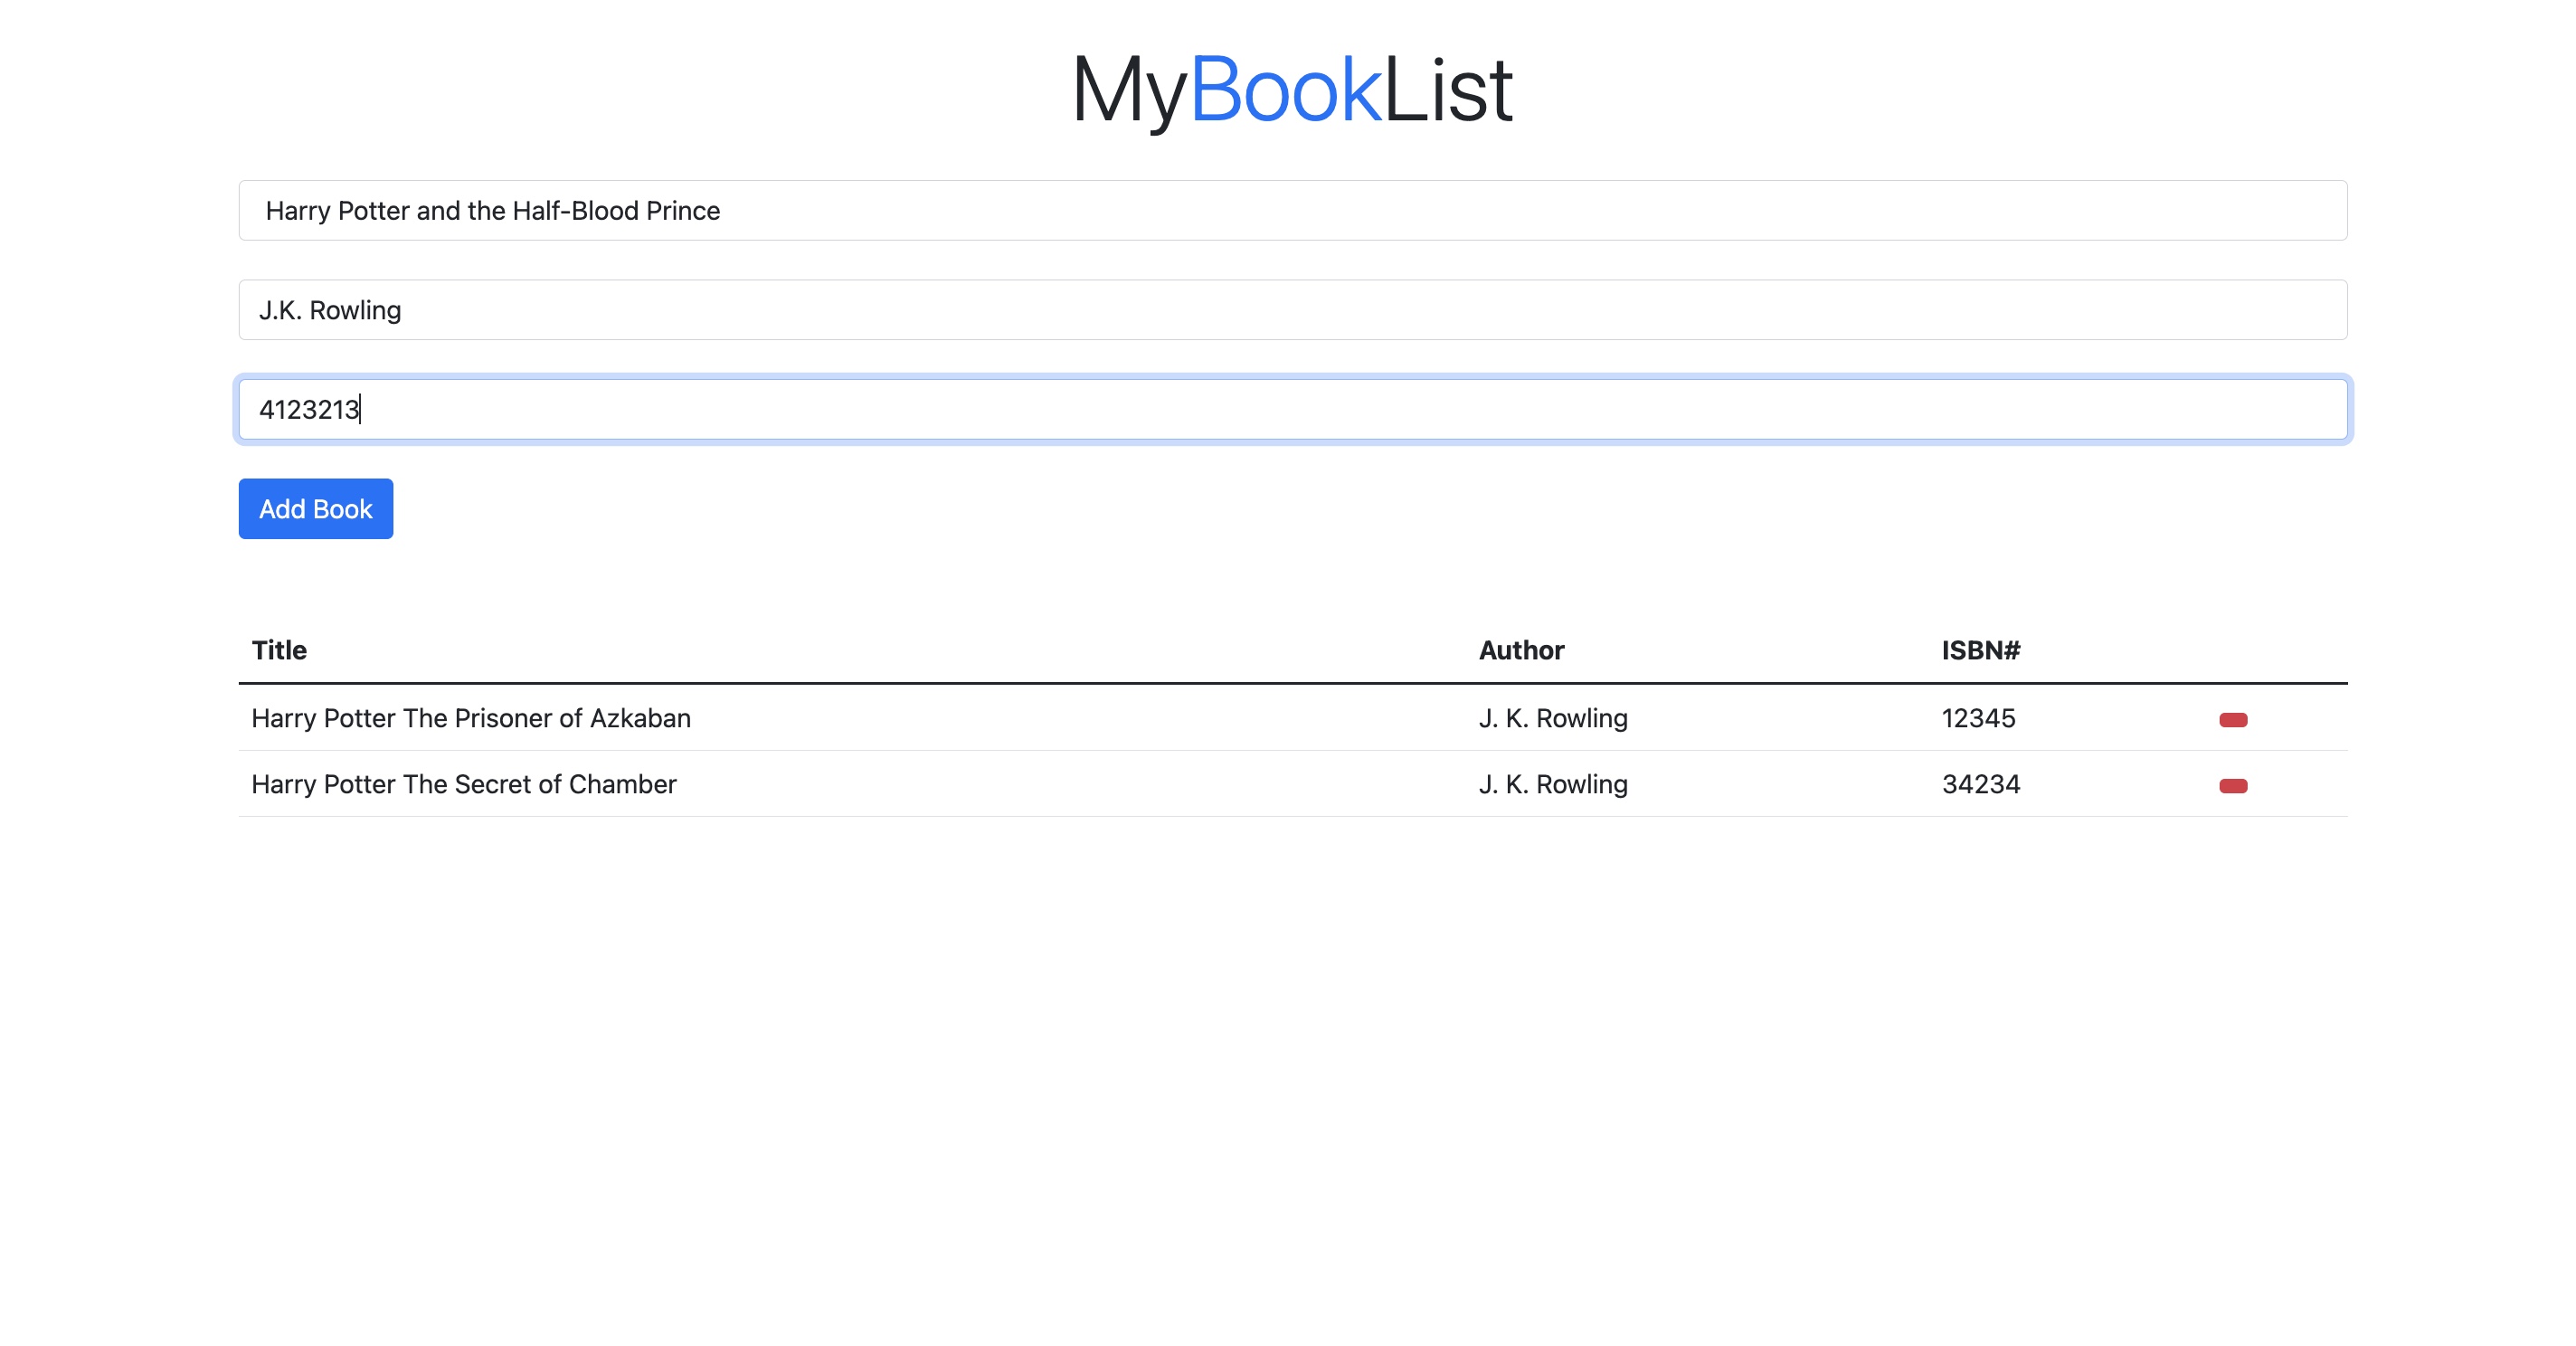 MyBookList
Harry Potter and the Half-Blood Prince
J.K. Rowling
4123213
Add Book
Title Author ISBN#
Harry Potter The Prisoner of Azkaban J. K. Rowling 12345
Harry Potter The Secret of Chamber J. K. Rowling 34234